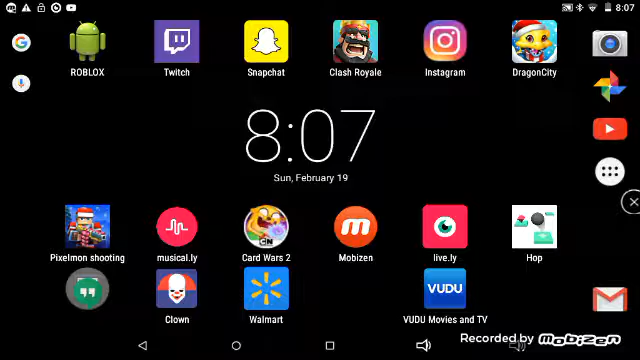 8:07
ROBLOX
Twitch
Snapchat
Clash Royale
Instagram
DragonCity
8:07
Sun, February 19
Pixelmon shooting
musical.ly
Card Wars 2
Mobizen
live.ly
Hop
Clown
Walmart
VUDU
VUDU Movies and TV
Recorded by mobizen